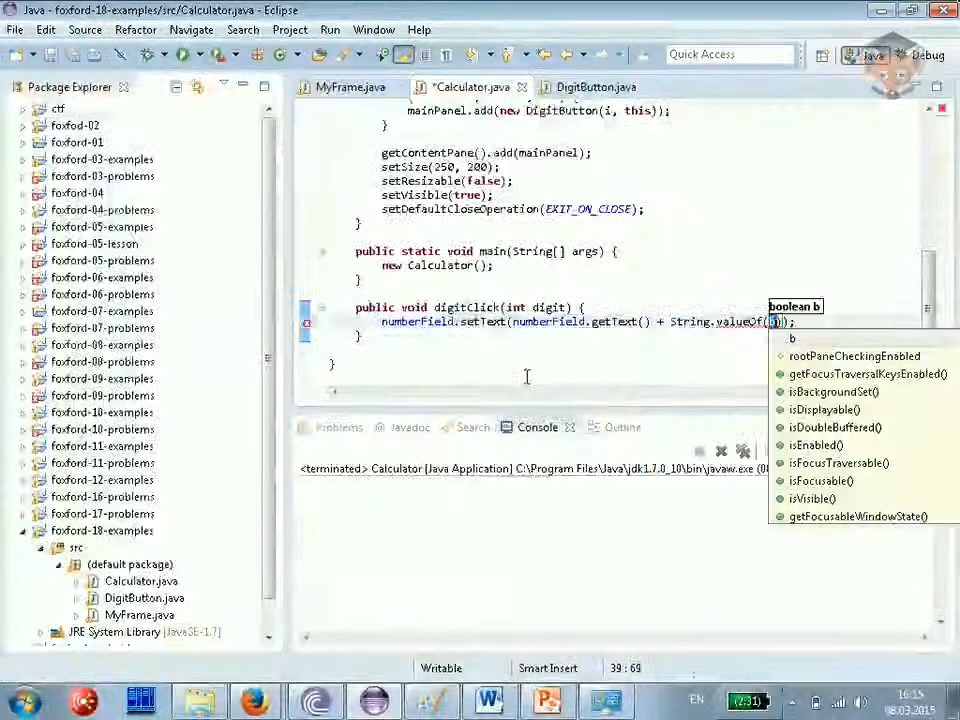 Java - foxford-18-examples/src/Calculator.java - Eclipse
File Edit Source Refactor Navigate Search Project Run Window Help
Quick Access
Java
Debug
Package Explorer
MyFrame.java
*Calculator.java
DigitButton.java
ctf
foxfod-02
foxford-01
foxford-03-examples
foxford-03-problems
foxford-04
foxford-04-problems
foxford-05-examples
foxford-05-lesson
foxford-05-problems
foxford-06-examples
foxford-07-examples
foxford-07-problems
foxford-08-examples
foxford-08-problems
foxford-09-examples
foxford-09-problems
foxford-10-examples
foxford-10-problems
foxford-11-examples
foxford-11-problems
foxford-12-examples
foxford-16-problems
foxford-17-problems
foxford-18-examples
src
(default package)
Calculator.java
DigitButton.java
MyFrame.java
JRE System Library [JavaSE-1.7]
mainPanel.add(new DigitButton(i, this));
}
getContentPane().add(mainPanel);
setSize(250, 200);
setResizable(false);
setVisible(true);
setDefaultCloseOperation(EXIT_ON_CLOSE);
}
public static void main(String[] args) {
new Calculator();
}
public void digitClick(int digit) {
numberField.setText(numberField.getText() + String.valueOf(b));
}
}
boolean b
b
rootPaneCheckingEnabled
getFocusTraversalKeysEnabled()
isBackgroundSet()
isDisplayable()
isDoubleBuffered()
isEnabled()
isFocusTraversable()
isFocusable()
isVisible()
getFocusableWindowState()
Problems
Javadoc
Search
Console
Outline
<terminated> Calculator [Java Application] C:\Program Files\Java\jdk1.7.0_10\bin\javaw.exe (08
Writable
Smart Insert
39 : 69
EN
(2:31)
16:15
08.03.2015